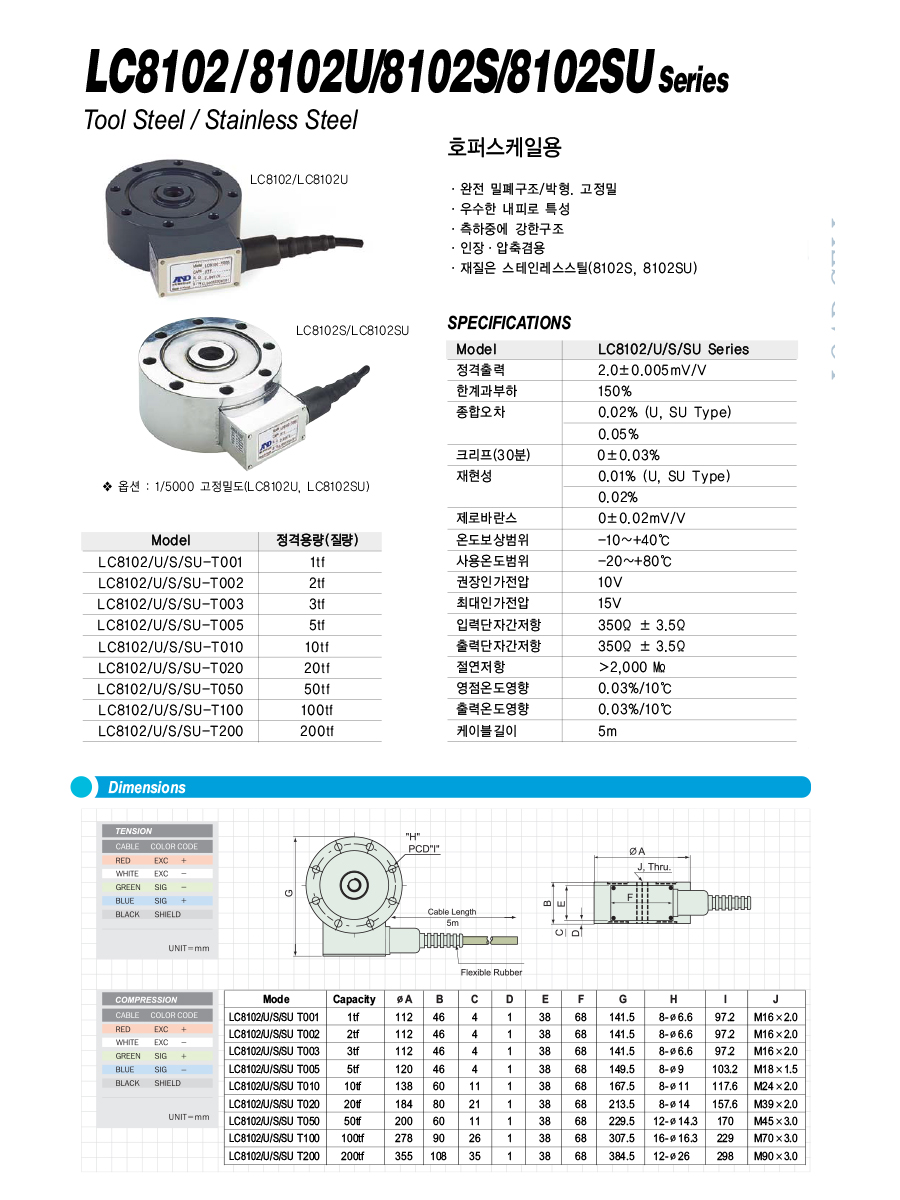 LC8102/8102U/8102S/8102SU Series
Tool Steel / Stainless Steel
LC8102/LC8102U
LC8102S/LC8102SU
❖ 옵션 : 1/5000 고정밀도(LC8102U, LC8102SU)
호퍼스케일용
· 완전 밀폐구조/박형. 고정밀
· 우수한 내피로 특성
· 측하중에 강한구조
· 인장 · 압축겸용
· 재질은 스테인레스스틸(8102S, 8102SU)
Model 정격용량(질량)
LC8102/U/S/SU-T001 1tf
LC8102/U/S/SU-T002 2tf
LC8102/U/S/SU-T003 3tf
LC8102/U/S/SU-T005 5tf
LC8102/U/S/SU-T010 10tf
LC8102/U/S/SU-T020 20tf
LC8102/U/S/SU-T050 50tf
LC8102/U/S/SU-T100 100tf
LC8102/U/S/SU-T200 200tf
SPECIFICATIONS
Model LC8102/U/S/SU Series
정격출력 2.0±0.005mV/V
한계과부하 150%
종합오차 0.02% (U, SU Type)
0.05%
크리프(30분) 0±0.03%
재현성 0.01% (U, SU Type)
0.02%
제로바란스 0±0.02mV/V
온도보상범위 -10~+40℃
사용온도범위 -20~+80℃
권장인가전압 10V
최대인가전압 15V
입력단자간저항 350Ω ± 3.5Ω
출력단자간저항 350Ω ± 3.5Ω
절연저항 >2,000 ㏁
영점온도영향 0.03%/10℃
출력온도영향 0.03%/10℃
케이블길이 5m
Dimensions
TENSION
CABLE COLOR CODE
RED EXC +
WHITE EXC -
GREEN SIG -
BLUE SIG +
BLACK SHIELD
UNIT=mm
"H"
PCD"I"
G
Cable Length
5m
Flexible Rubber
ø A
J, Thru.
F
B
E
C
D
COMPRESSION
CABLE COLOR CODE
RED EXC +
WHITE EXC -
GREEN SIG +
BLUE SIG -
BLACK SHIELD
UNIT=mm
Mode Capacity ø A B C D E F G H I J
LC8102/U/S/SU T001 1tf 112 46 4 1 38 68 141.5 8-ø6.6 97.2 M16×2.0
LC8102/U/S/SU T002 2tf 112 46 4 1 38 68 141.5 8-ø6.6 97.2 M16×2.0
LC8102/U/S/SU T003 3tf 112 46 4 1 38 68 141.5 8-ø6.6 97.2 M16×2.0
LC8102/U/S/SU T005 5tf 120 46 4 1 38 68 149.5 8-ø9 103.2 M18×1.5
LC8102/U/S/SU T010 10tf 138 60 11 1 38 68 167.5 8-ø11 117.6 M24×2.0
LC8102/U/S/SU T020 20tf 184 80 21 1 38 68 213.5 8-ø14 157.6 M39×2.0
LC8102/U/S/SU T050 50tf 200 60 11 1 38 68 229.5 12-ø14.3 170 M45×3.0
LC8102/U/S/SU T100 100tf 278 90 26 1 38 68 307.5 16-ø16.3 229 M70×3.0
LC8102/U/S/SU T200 200tf 355 108 35 1 38 68 384.5 12-ø26 298 M90×3.0